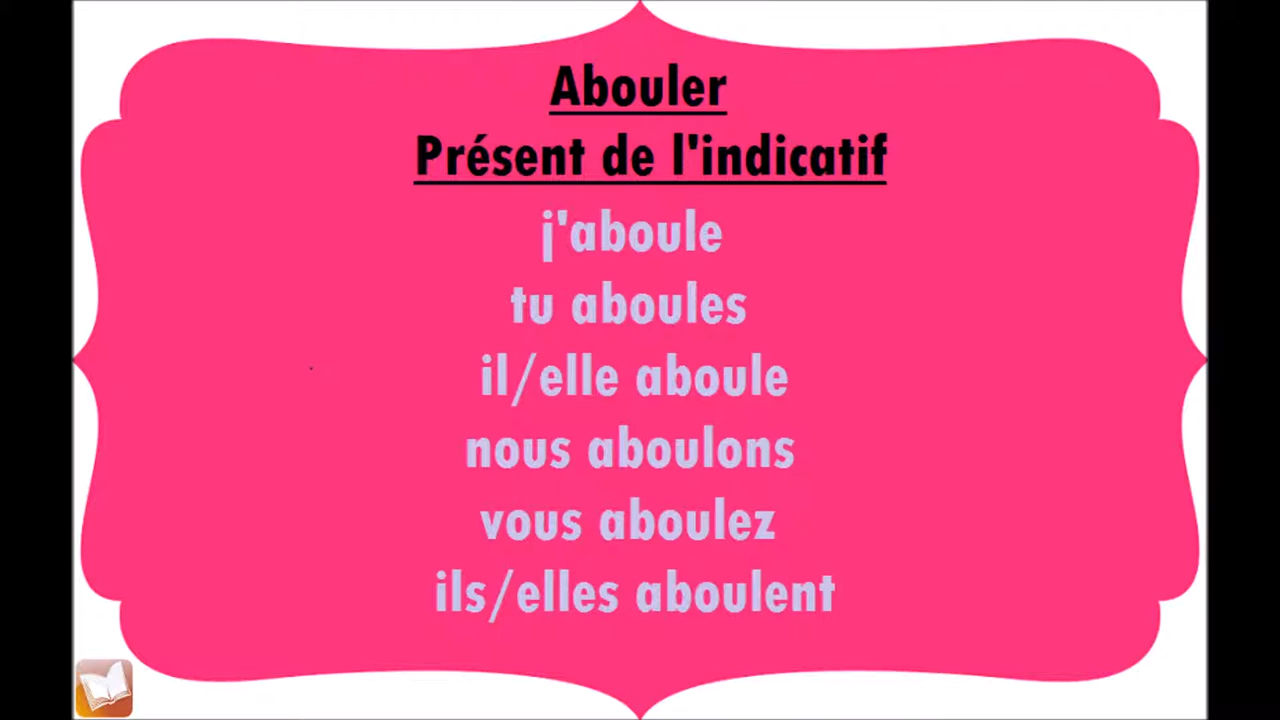 Abouler
Présent de l'indicatif
j'aboule
tu aboules
il/elle aboule
nous aboulons
vous aboulez
ils/elles aboulent